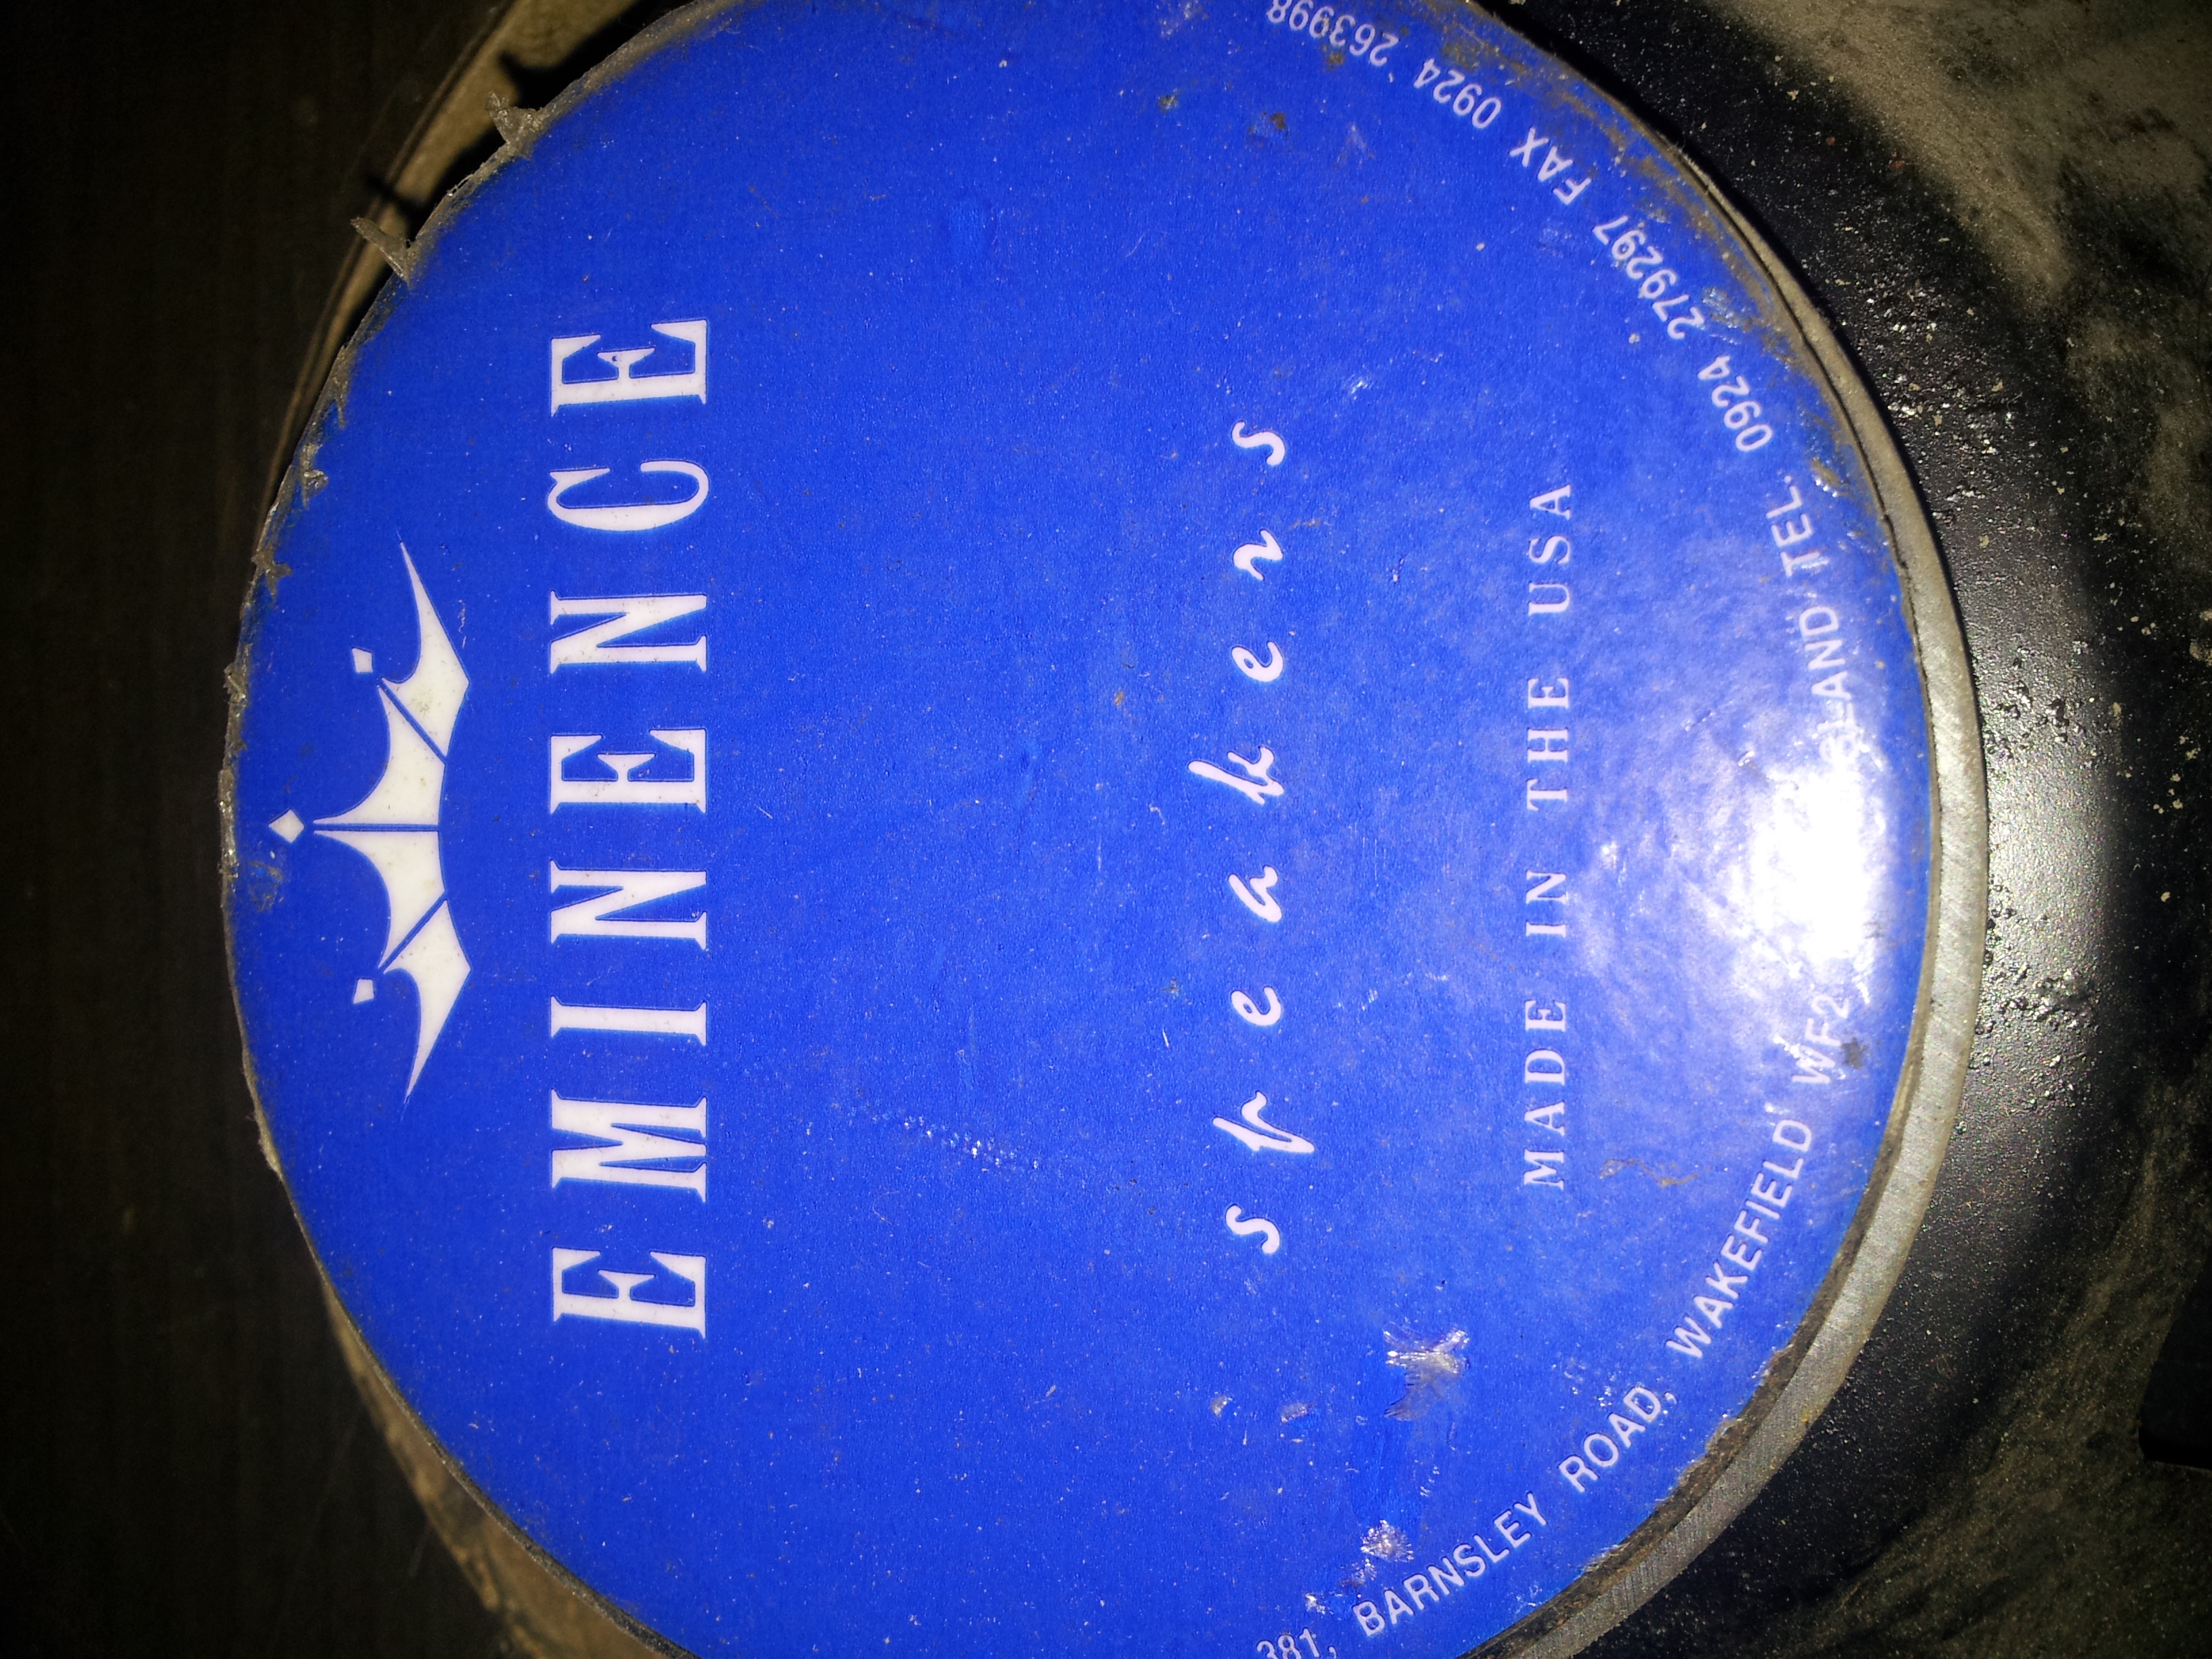 EMINENCE
speakers
MADE IN THE USA
381, BARNSLEY ROAD, WAKEFIELD WF2 TEL. 0924 279297 FAX 0924 263998